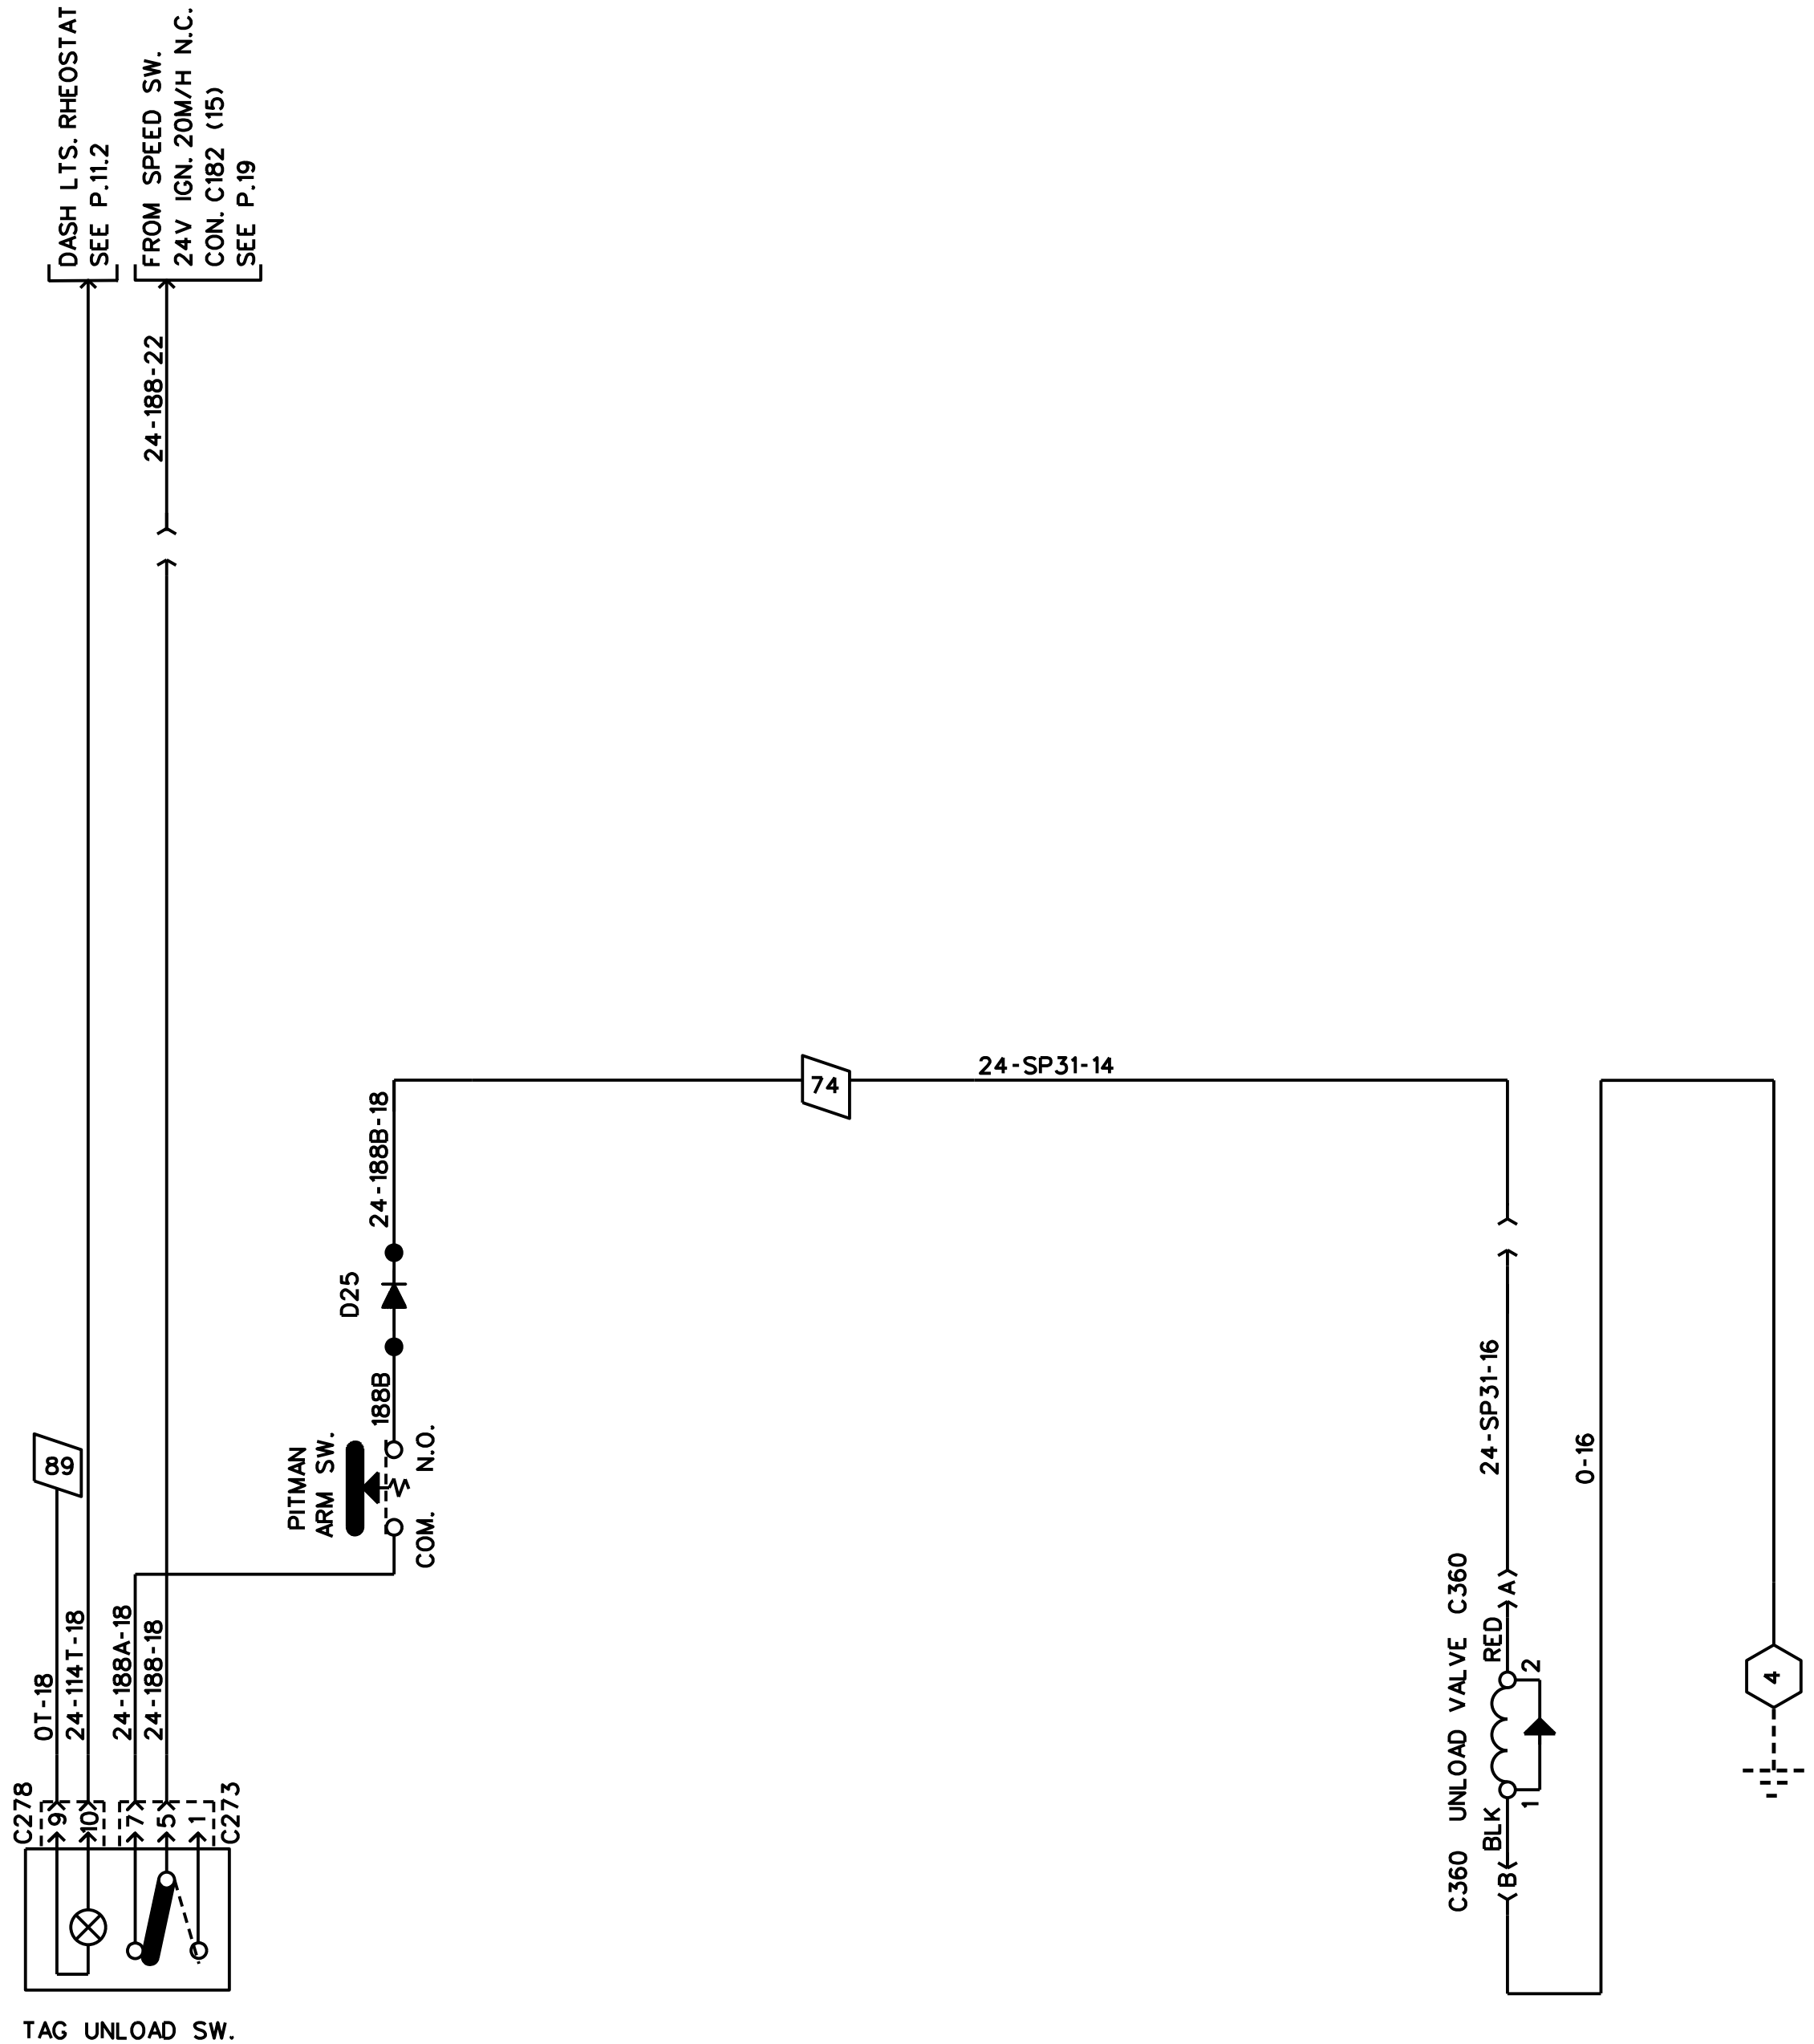 DASH LTS. RHEOSTAT
SEE P.11.2
FROM SPEED SW.
24V IGN. 20M/H N.C.
CON. C182 (15)
SEE P.19
24-188-22
74
24-SP31-14
24-188B-18
D25
188B
89
PITMAN
ARM SW.
N.O.
COM.
24-SP31-16
0-16
0T-18
24-114T-18
24-188A-18
24-188-18
C278
9
10
7
5
1
C273
TAG UNLOAD SW.
C360 UNLOAD VALVE C360
A
RED
2
1
BLK
B
4